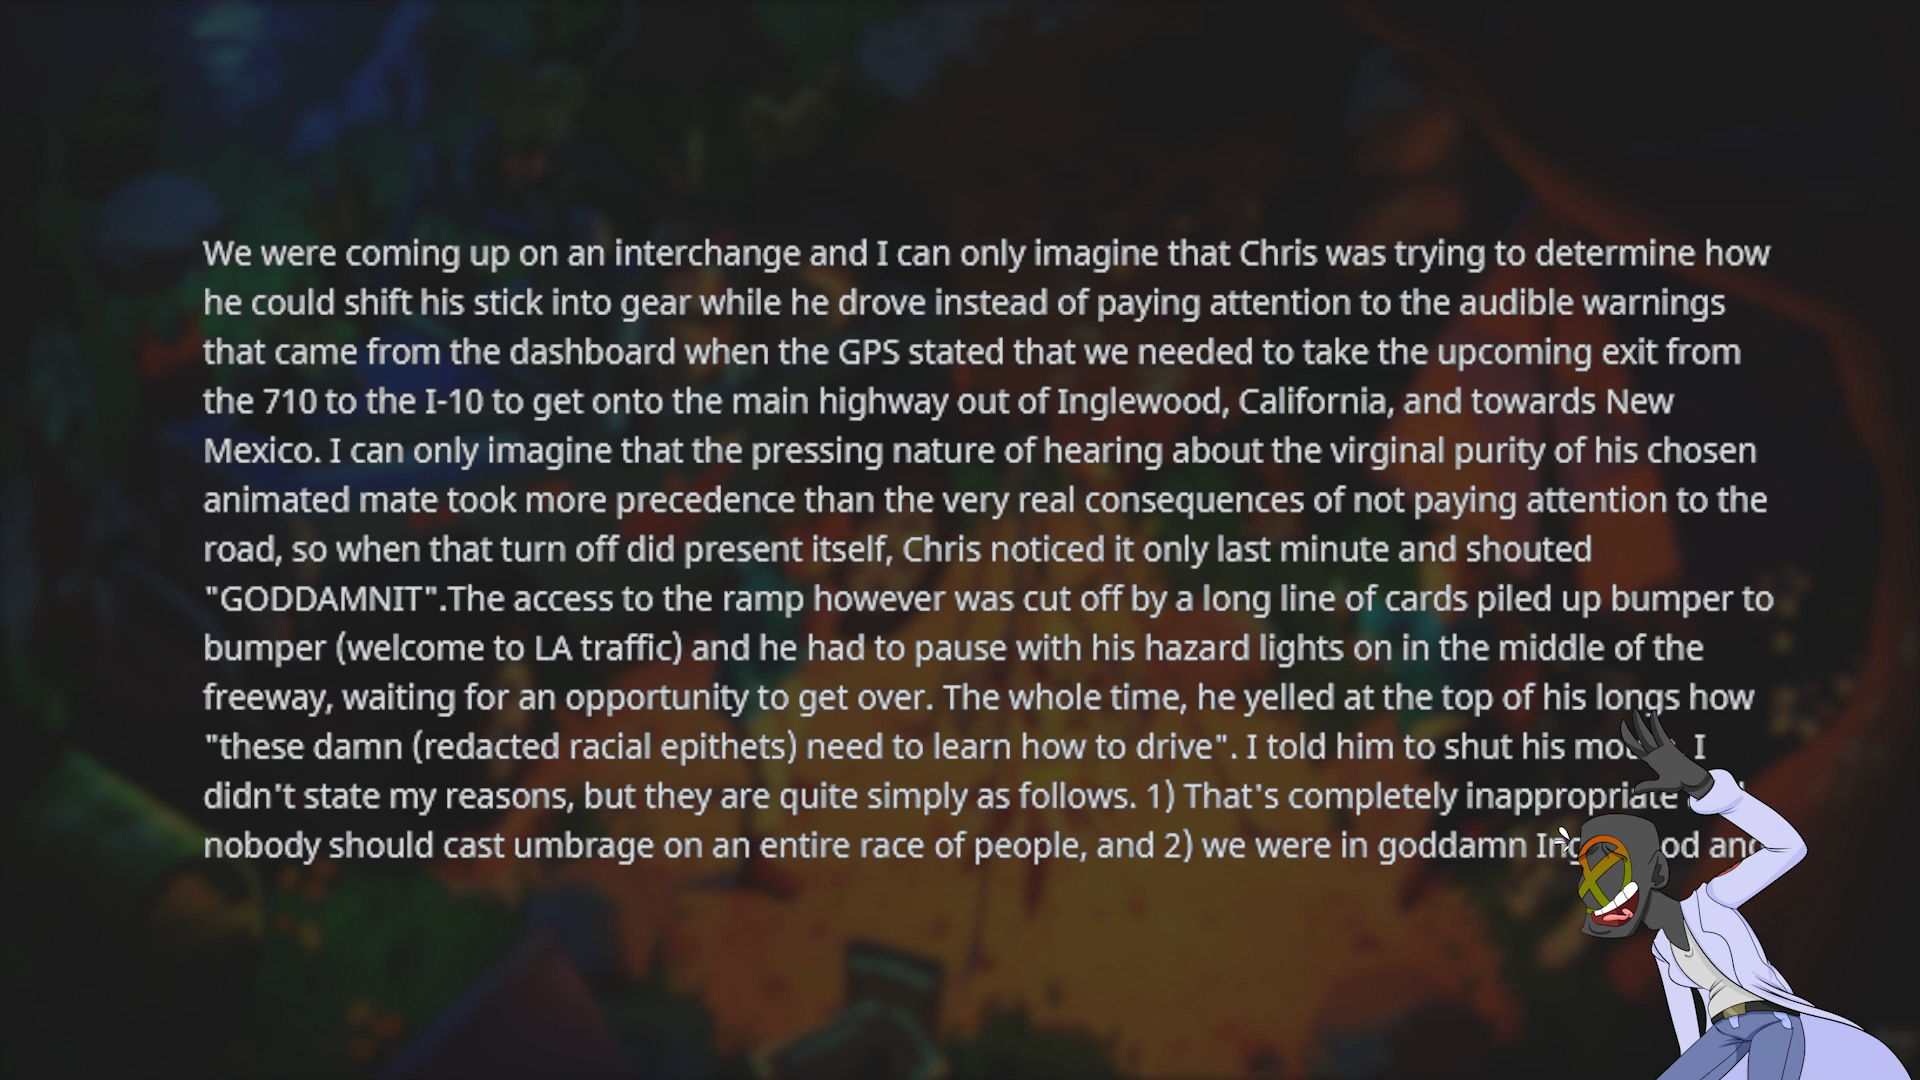 We were coming up on an interchange and I can only imagine that Chris was trying to determine how
he could shift his stick into gear while he drove instead of paying attention to the audible warnings
that came from the dashboard when the GPS stated that we needed to take the upcoming exit from
the 710 to the I-10 to get onto the main highway out of Inglewood, California, and towards New
Mexico. I can only imagine that the pressing nature of hearing about the virginal purity of his chosen
animated mate took more precedence than the very real consequences of not paying attention to the
road, so when that turn off did present itself, Chris noticed it only last minute and shouted
"GODDAMNIT".The access to the ramp however was cut off by a long line of cards piled up bumper to
bumper (welcome to LA traffic) and he had to pause with his hazard lights on in the middle of the
freeway, waiting for an opportunity to get over. The whole time, he yelled at the top of his longs how
"these damn (redacted racial epithets) need to learn how to drive". I told him to shut his I
didn't state my reasons, but they are quite simply as follows. 1) That's completely inappropriate
nobody should cast umbrage on an entire race of people, and 2) we were in goddamn and